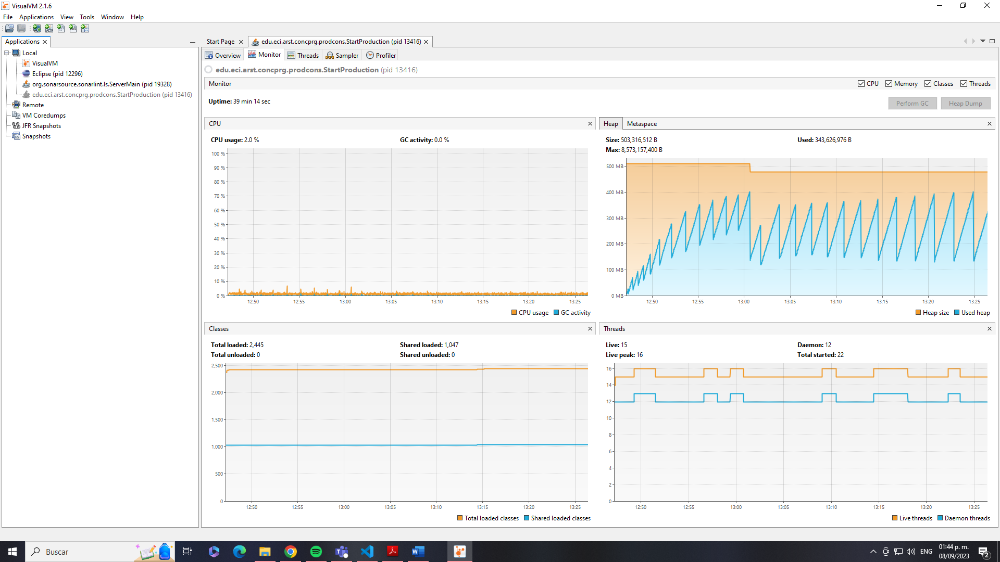 VisualVM 2.1.6
File Applications View Tools Window Help
Applications
Local
VisualVM
Eclipse (pid 12296)
org.sonarsource.sonarlint.ls.ServerMain (pid 19328)
edu.eci.arst.concprg.prodcons.StartProduction (pid 13416)
Remote
VM Coredumps
JFR Snapshots
Snapshots
Start Page edu.eci.arst.concprg.prodcons.StartProduction (pid 13416)
Overview Monitor Threads Sampler Profiler
edu.eci.arst.concprg.prodcons.StartProduction (pid 13416)
Monitor CPU Memory Classes Threads
Uptime: 39 min 14 sec Perform GC Heap Dump
CPU
CPU usage: 2.0 % GC activity: 0.0 %
100 %
90 %
80 %
70 %
60 %
50 %
40 %
30 %
20 %
10 %
0 %
12:50 12:55 13:00 13:05 13:10 13:15 13:20 13:25
CPU usage GC activity
Heap Metaspace
Size: 503,316,512 B Used: 343,626,976 B
Max: 8,573,157,400 B
500 MB
400 MB
300 MB
200 MB
100 MB
0 MB
12:50 12:55 13:00 13:05 13:10 13:15 13:20 13:25
Heap size Used heap
Classes
Total loaded: 2,445 Shared loaded: 1,047
Total unloaded: 0 Shared unloaded: 0
2,500
2,000
1,500
1,000
500
0
12:50 12:55 13:00 13:05 13:10 13:15 13:20 13:25
Total loaded classes Shared loaded classes
Threads
Live: 15 Daemon: 12
Live peak: 16 Total started: 22
16
14
12
10
8
6
4
2
0
12:50 12:55 13:00 13:05 13:10 13:15 13:20 13:25
Live threads Daemon threads
Buscar
ENG
01:44 p. m.
08/09/2023
2